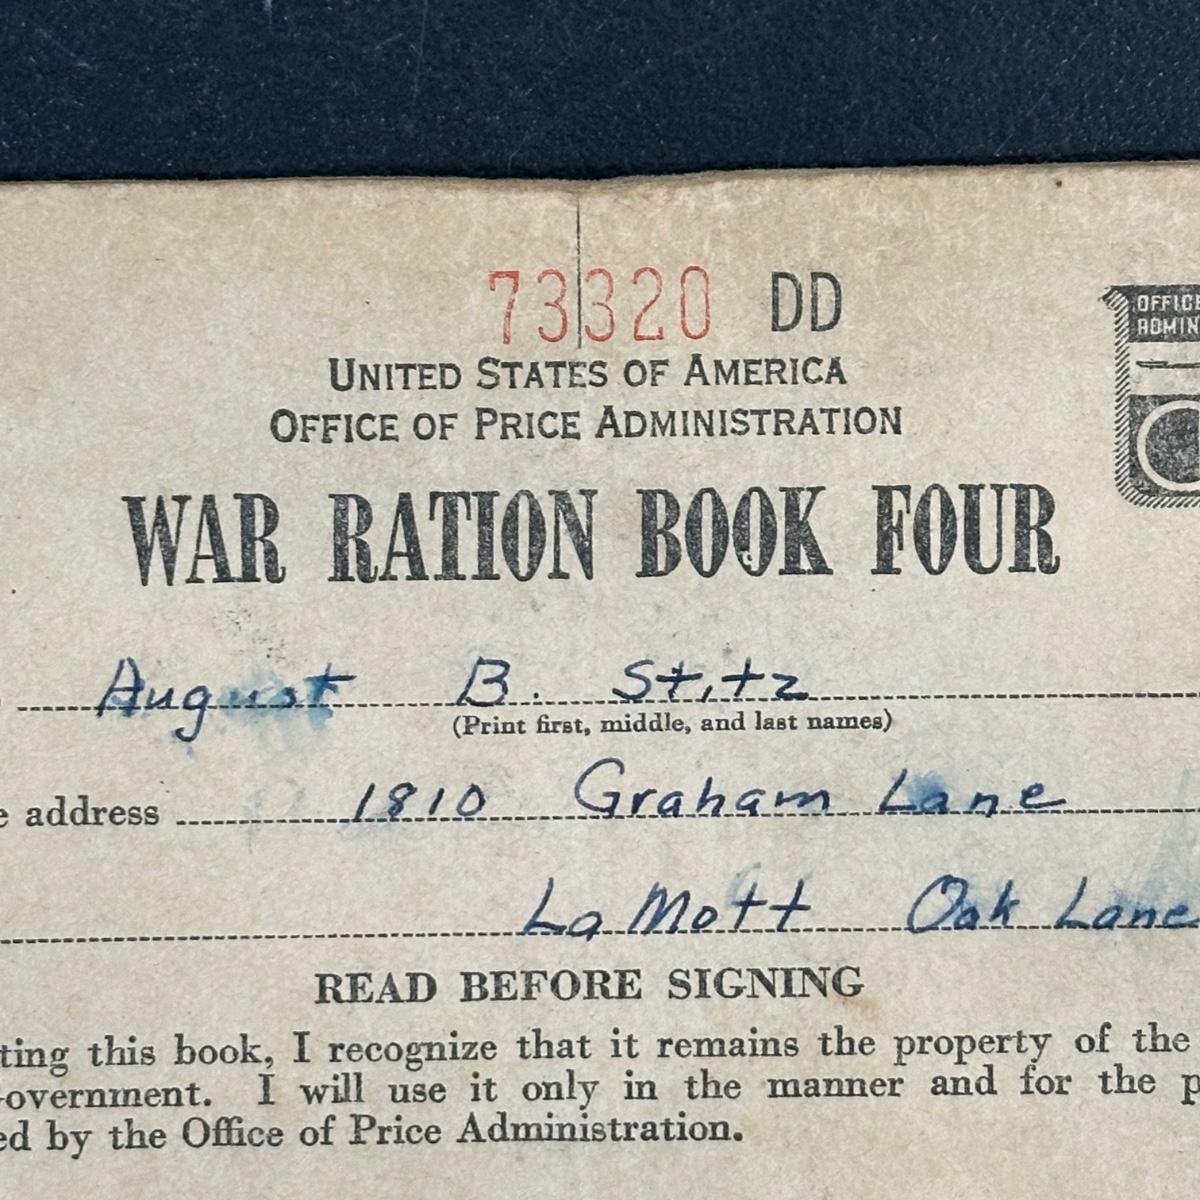 73320 DD
UNITED STATES OF AMERICA
OFFICE OF PRICE ADMINISTRATION
OFFICE
ADMIN
WAR RATION BOOK FOUR
August B. Stitz
(Print first, middle, and last names)
e address 1810 Graham Lane
La Mott Oak Lane
READ BEFORE SIGNING
ting this book, I recognize that it remains the property of the
Government. I will use it only in the manner and for the p
ed by the Office of Price Administration.